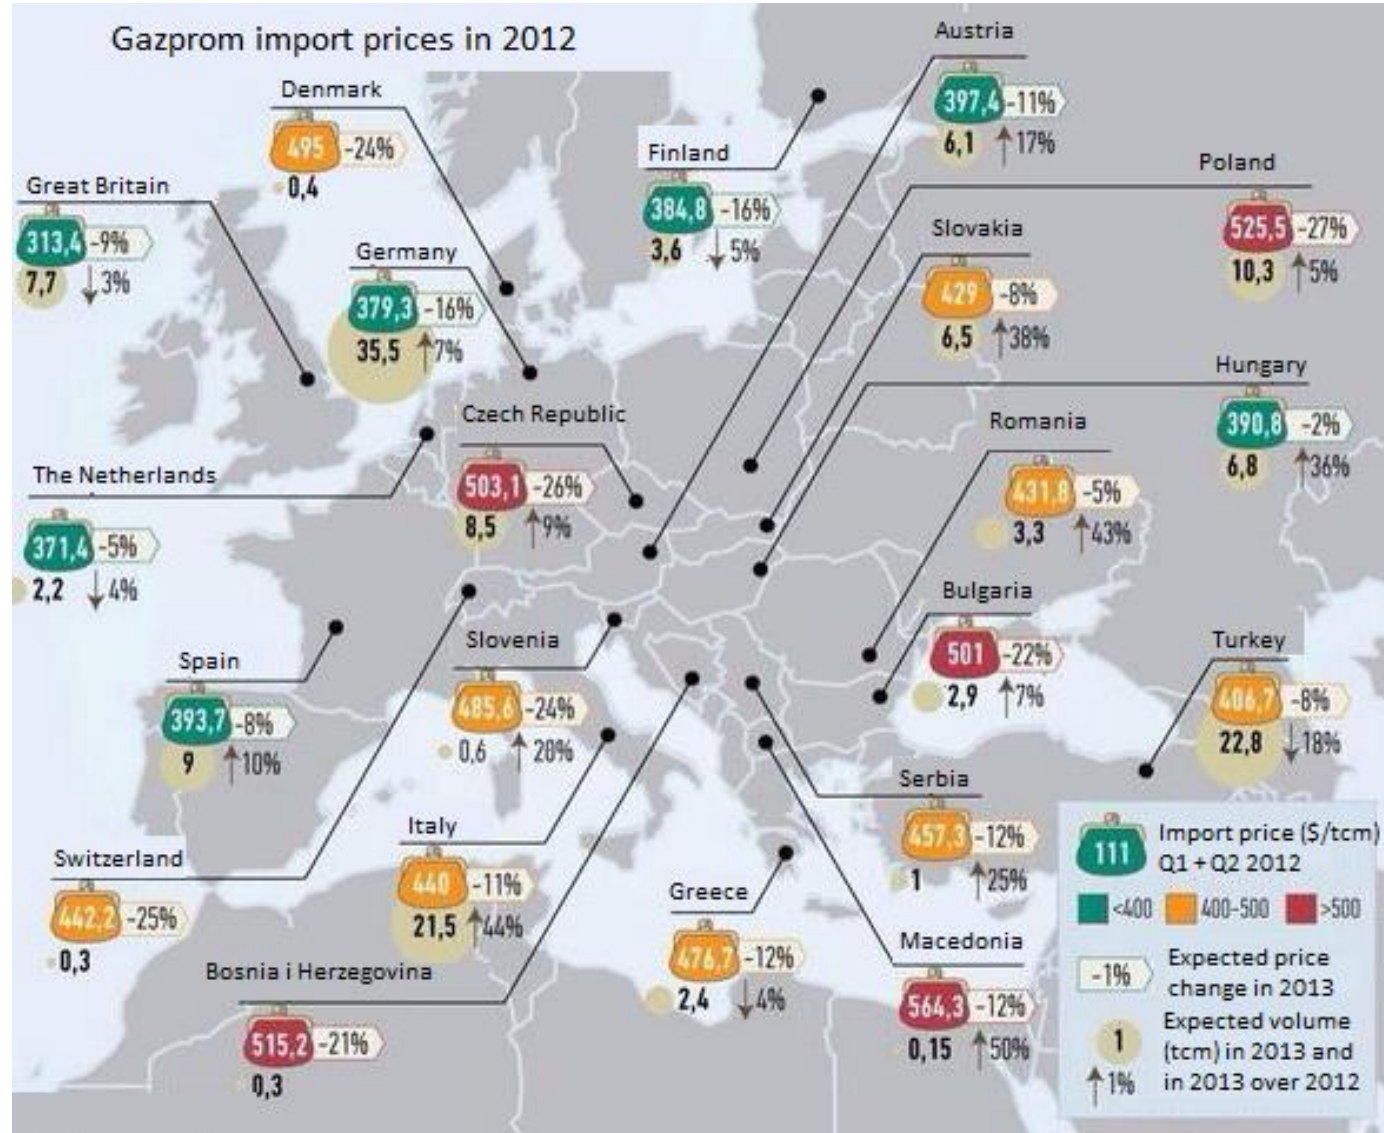 Gazprom import prices in 2012
Austria
397,4 -11%
6,1 17%
Denmark
495 -24%
0,4
Finland
384,8 -16%
3,6 5%
Poland
525,5 -27%
10,3 5%
Great Britain
313,4 -9%
7,7 3%
Germany
379,3 -16%
35,5 7%
Slovakia
429 -8%
6,5 38%
Hungary
390,8 -2%
6,8 36%
Czech Republic
503,1 -26%
8,5 9%
Romania
431,8 -5%
3,3 43%
The Netherlands
371,4 -5%
2,2 4%
Bulgaria
501 -22%
2,9 7%
Slovenia
485,6 -24%
0,6 20%
Turkey
406,7 -8%
22,8 18%
Spain
393,7 -8%
9 10%
Serbia
457,3 -12%
1 25%
Italy
440 -11%
21,5 44%
Switzerland
442,2 -25%
0,3
Greece
476,7 -12%
2,4 4%
Macedonia
564,3 -12%
0,15 50%
Bosnia i Herzegovina
515,2 -21%
0,3
111 Import price ($/tcm)
Q1 + Q2 2012
<400 400-500 >500
-1% Expected price
change in 2013
1 Expected volume
(tcm) in 2013 and
1% in 2013 over 2012